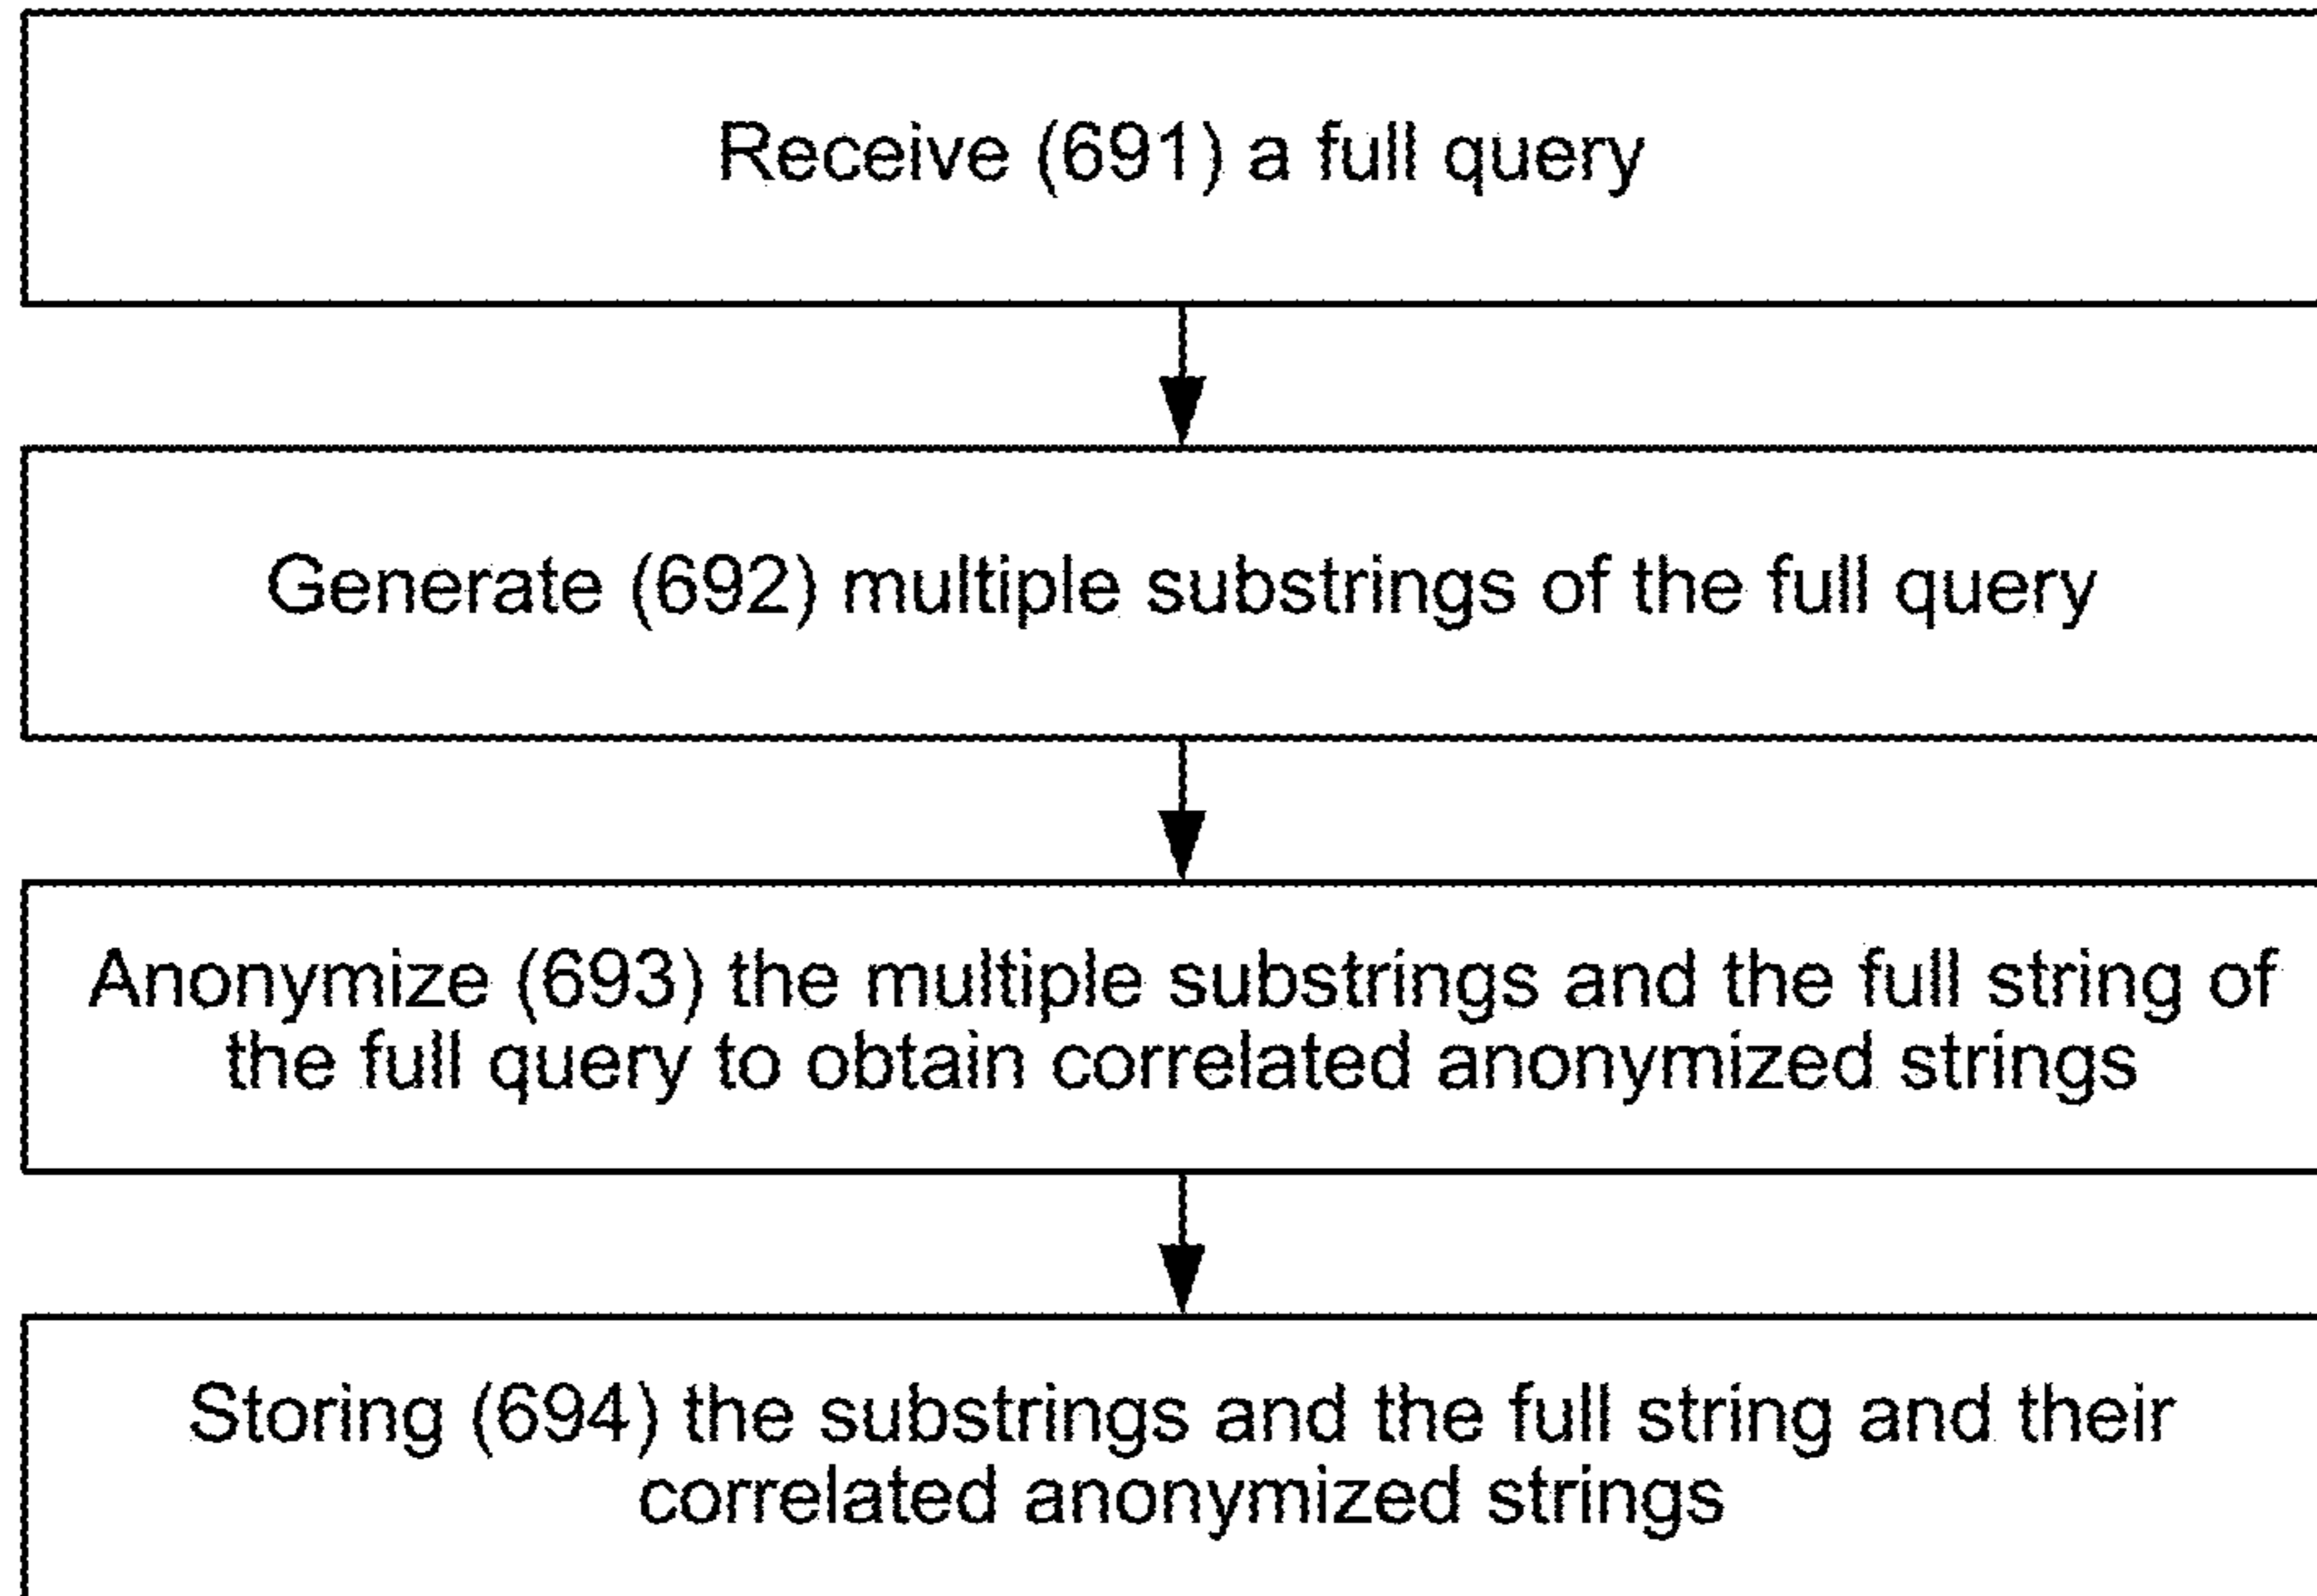 Receive (691) a full query
Generate (692) multiple substrings of the full query
Anonymize (693) the multiple substrings and the full string of
the full query to obtain correlated anonymized strings
Storing (694) the substrings and the full string and their
correlated anonymized strings